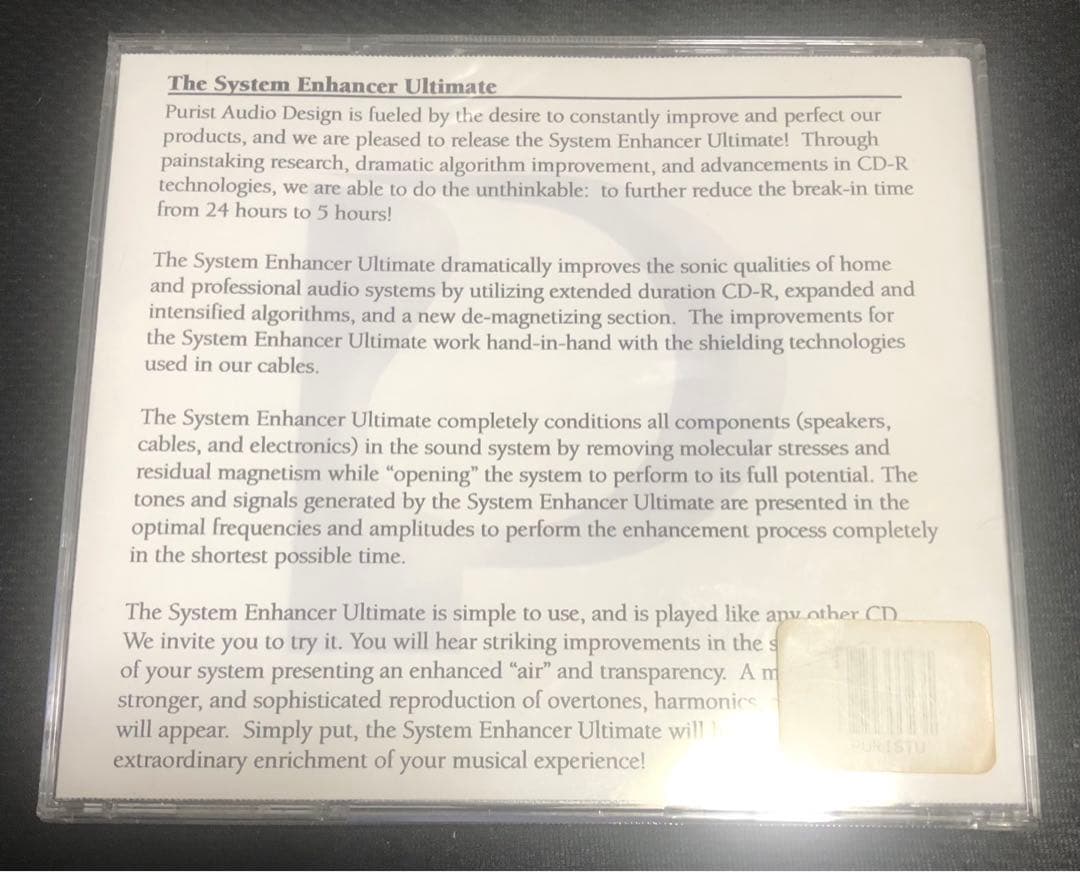 The System Enhancer Ultimate
Purist Audio Design is fueled by the desire to constantly improve and perfect our
products, and we are pleased to release the System Enhancer Ultimate! Through
painstaking research, dramatic algorithm improvement, and advancements in CD-R
technologies, we are able to do the unthinkable: to further reduce the break-in time
from 24 hours to 5 hours!
The System Enhancer Ultimate dramatically improves the sonic qualities of home
and professional audio systems by utilizing extended duration CD-R, expanded and
intensified algorithms, and a new de-magnetizing section. The improvements for
the System Enhancer Ultimate work hand-in-hand with the shielding technologies
used in our cables.
The System Enhancer Ultimate completely conditions all components (speakers,
cables, and electronics) in the sound system by removing molecular stresses and
residual magnetism while “opening” the system to perform to its full potential. The
tones and signals generated by the System Enhancer Ultimate are presented in the
optimal frequencies and amplitudes to perform the enhancement process completely
in the shortest possible time.
The System Enhancer Ultimate is simple to use, and is played like any other CD
We invite you to try it. You will hear striking improvements in the
of your system presenting an enhanced “air” and transparency. A
stronger, and sophisticated reproduction of overtones, harmonics
will appear. Simply put, the System Enhancer Ultimate will
extraordinary enrichment of your musical experience!
PURISTU